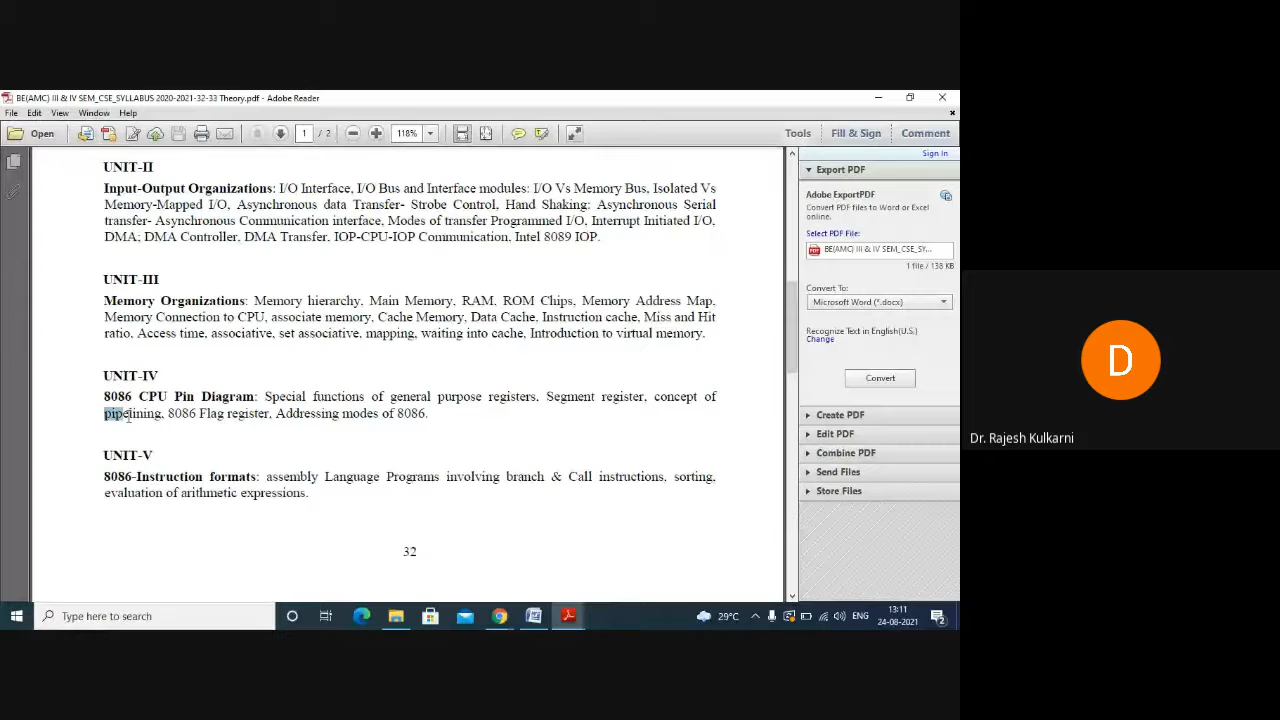 BE(AMC) III & IV SEM_CSE_SYLLABUS 2020-2021-32-33 Theory.pdf - Adobe Reader
File Edit View Window Help
Open 1 / 2 118% Tools Fill & Sign Comment
Sign In
UNIT-II
Input-Output Organizations: I/O Interface, I/O Bus and Interface modules: I/O Vs Memory Bus, Isolated Vs
Memory-Mapped I/O, Asynchronous data Transfer- Strobe Control, Hand Shaking: Asynchronous Serial
transfer- Asynchronous Communication interface, Modes of transfer Programmed I/O, Interrupt Initiated I/O,
DMA; DMA Controller, DMA Transfer, IOP-CPU-IOP Communication, Intel 8089 IOP.
UNIT-III
Memory Organizations: Memory hierarchy, Main Memory, RAM, ROM Chips, Memory Address Map,
Memory Connection to CPU, associate memory, Cache Memory, Data Cache, Instruction cache, Miss and Hit
ratio, Access time, associative, set associative, mapping, waiting into cache, Introduction to virtual memory.
UNIT-IV
8086 CPU Pin Diagram: Special functions of general purpose registers, Segment register, concept of
pipelining, 8086 Flag register, Addressing modes of 8086.
UNIT-V
8086-Instruction formats: assembly Language Programs involving branch & Call instructions, sorting,
evaluation of arithmetic expressions.
32
Export PDF
Adobe ExportPDF
Convert PDF files to Word or Excel
online.
Select PDF File:
BE(AMC) III & IV SEM_CSE_SY...
1 file / 138 KB
Convert To:
Microsoft Word (*.docx)
Recognize Text in English(U.S.)
Change
Convert
Create PDF
Edit PDF
Combine PDF
Send Files
Store Files
D
Dr. Rajesh Kulkarni
Type here to search
29°C ENG
13:11
24-08-2021
2